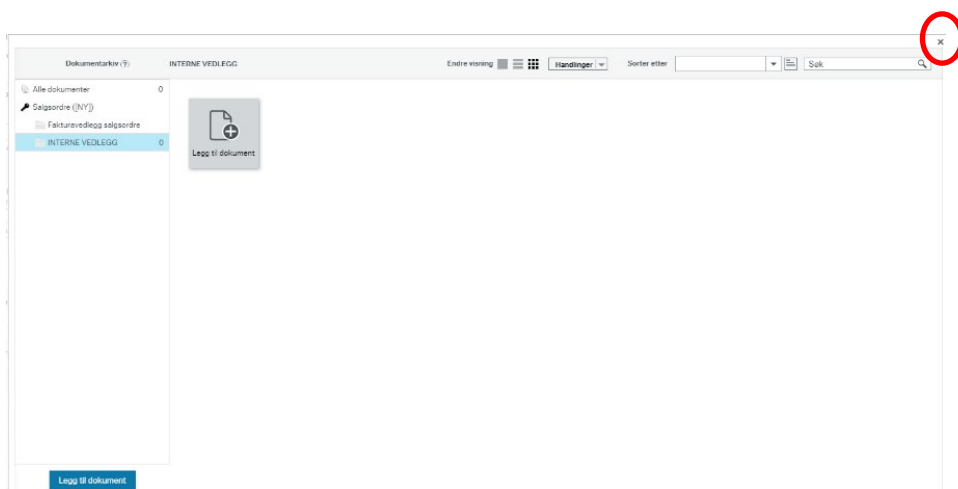 ×
Dokumentarkiv (?) INTERNE VEDLEGG Endre visning Handlinger Sorter etter Søk
Alle dokumenter 0
Salgsordre ([NY])
Fakturavedlegg salgsordre
INTERNE VEDLEGG 0
Legg til dokument
Legg til dokument